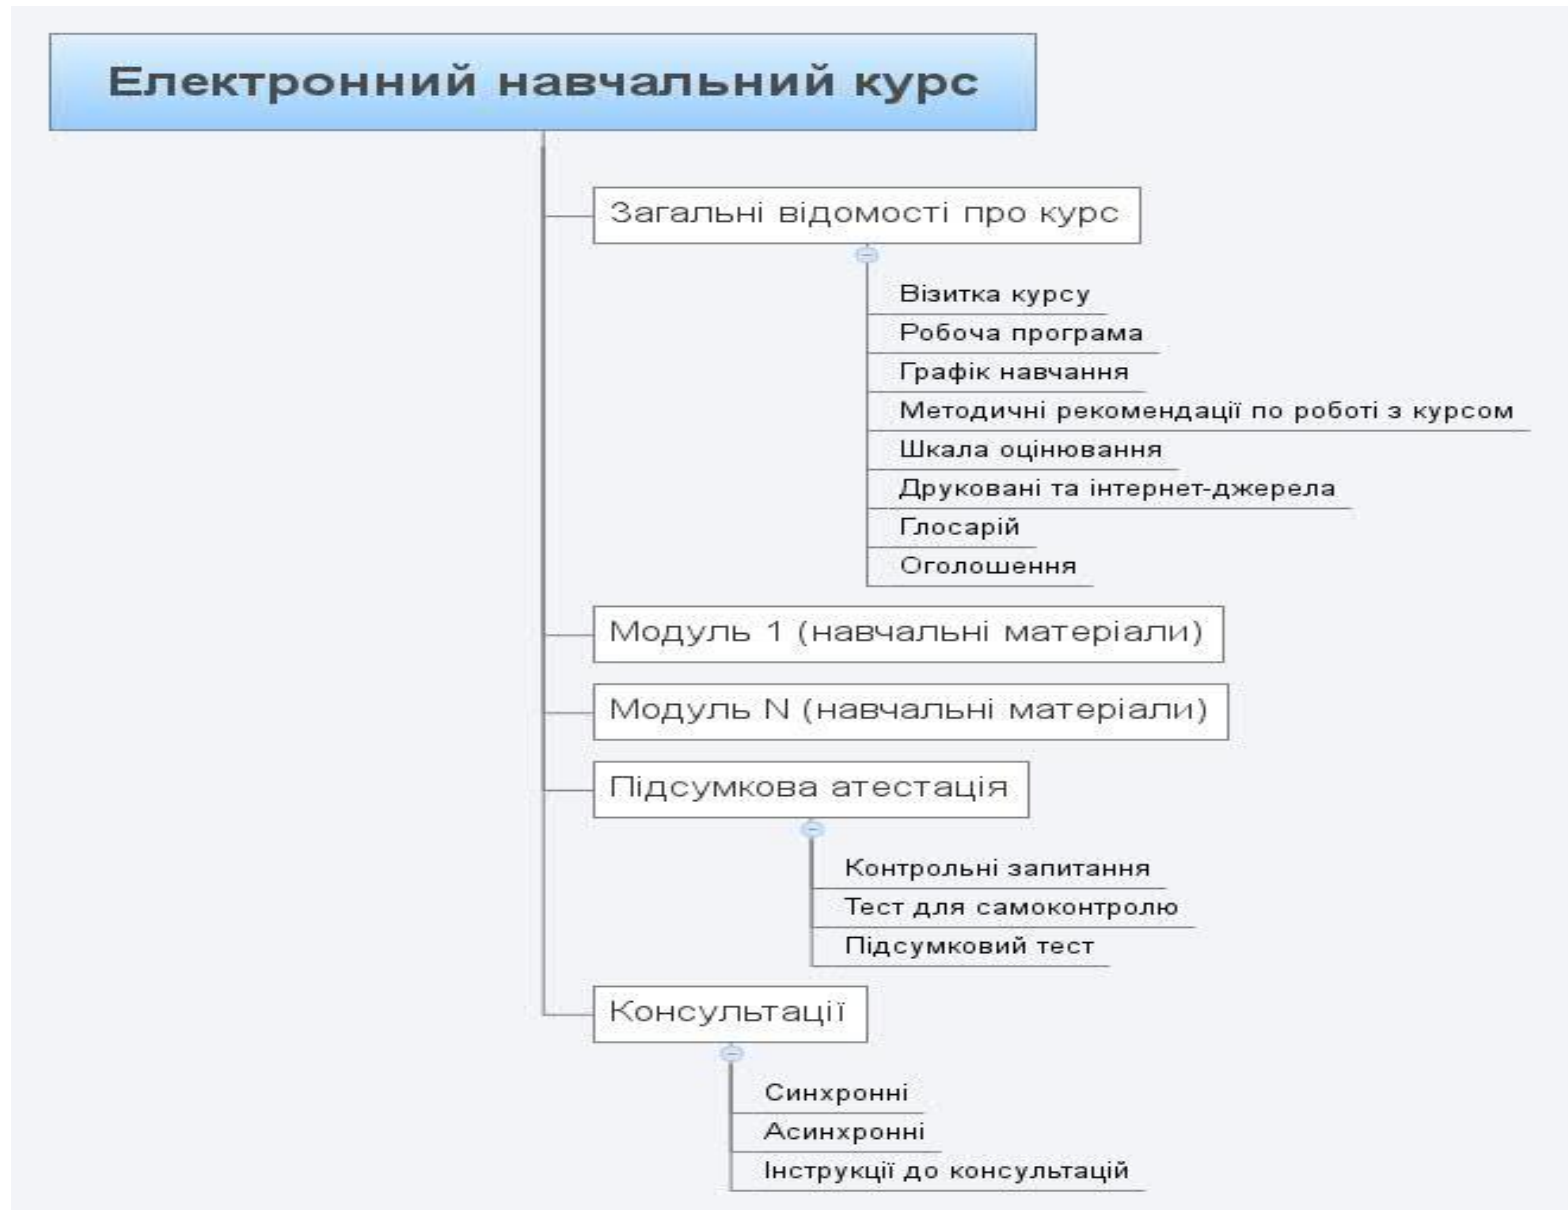 Електронний навчальний курс
Загальні відомості про курс
Візитка курсу
Робоча програма
Графік навчання
Методичні рекомендації по роботі з курсом
Шкала оцінювання
Друковані та інтернет-джерела
Глосарій
Оголошення
Модуль 1 (навчальні матеріали)
Модуль N (навчальні матеріали)
Підсумкова атестація
Контрольні запитання
Тест для самоконтролю
Підсумковий тест
Консультації
Синхронні
Асинхронні
Інструкції до консультацій